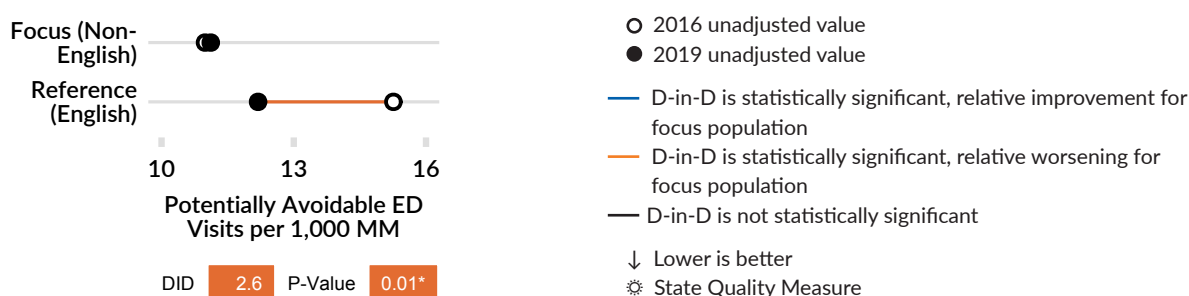 Focus (Non-
English)
Reference
(English)
10 13 16
Potentially Avoidable ED
Visits per 1,000 MM
DID 2.6 P-Value 0.01*
2016 unadjusted value
2019 unadjusted value
D-in-D is statistically significant, relative improvement for
focus population
D-in-D is statistically significant, relative worsening for
focus population
D-in-D is not statistically significant
↓ Lower is better
State Quality Measure